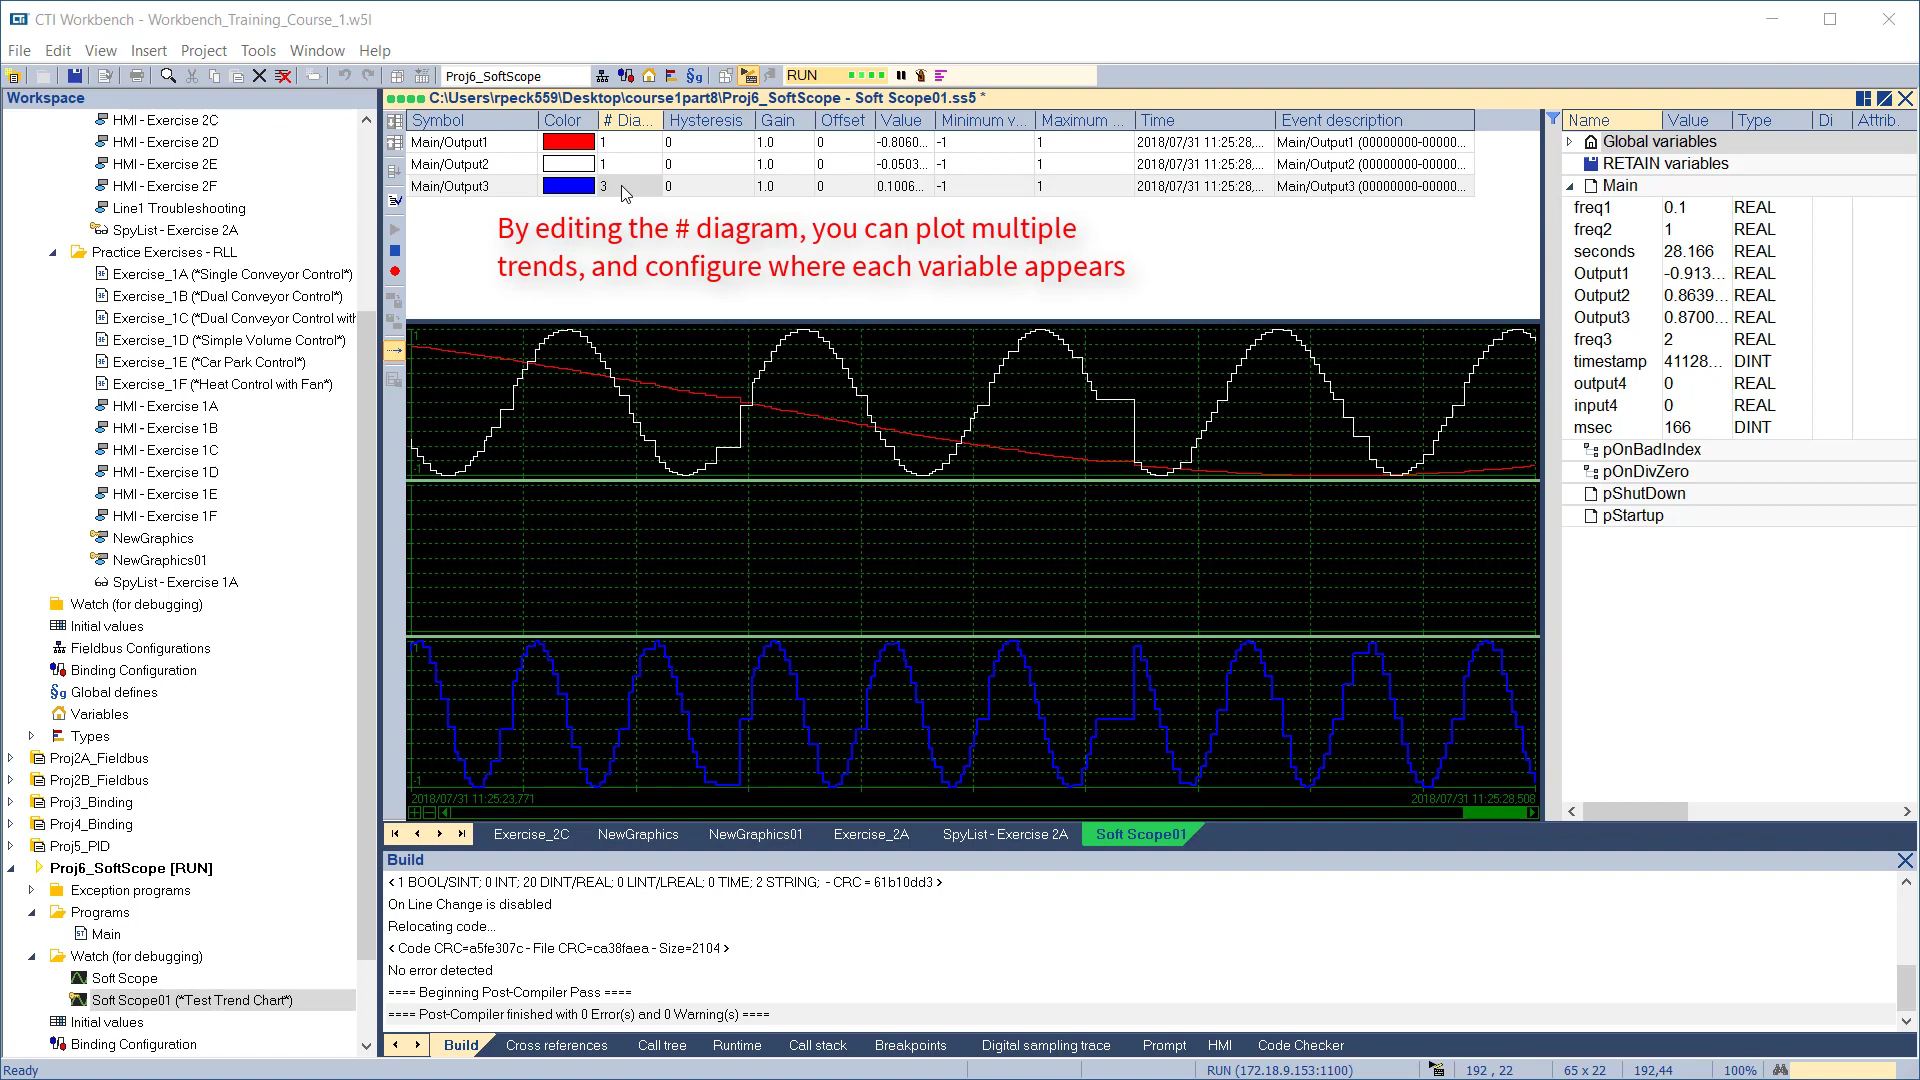 CTI Workbench - Workbench_Training_Course_1.w5l
File Edit View Insert Project Tools Window Help
Proj6_SoftScope RUN
Workspace
HMI - Exercise 2C
HMI - Exercise 2D
HMI - Exercise 2E
HMI - Exercise 2F
Line1 Troubleshooting
SpyList - Exercise 2A
Practice Exercises - RLL
Exercise_1A (*Single Conveyor Control*)
Exercise_1B (*Dual Conveyor Control*)
Exercise_1C (*Dual Conveyor Control with
Exercise_1D (*Simple Volume Control*)
Exercise_1E (*Car Park Control*)
Exercise_1F (*Heat Control with Fan*)
HMI - Exercise 1A
HMI - Exercise 1B
HMI - Exercise 1C
HMI - Exercise 1D
HMI - Exercise 1E
HMI - Exercise 1F
NewGraphics
NewGraphics01
SpyList - Exercise 1A
Watch (for debugging)
Initial values
Fieldbus Configurations
Binding Configuration
Global defines
Variables
Types
Proj2A_Fieldbus
Proj2B_Fieldbus
Proj3_Binding
Proj4_Binding
Proj5_PID
Proj6_SoftScope [RUN]
Exception programs
Programs
Main
Watch (for debugging)
Soft Scope
Soft Scope01 (*Test Trend Chart*)
Initial values
Binding Configuration
C:\Users\rpeck559\Desktop\course1part8\Proj6_SoftScope - Soft Scope01.ss5 *
Symbol Color # Dia... Hysteresis Gain Offset Value Minimum v... Maximum ... Time Event description
Main/Output1 1 0 1.0 0 -0.8060... -1 1 2018/07/31 11:25:28,... Main/Output1 (00000000-00000...
Main/Output2 1 0 1.0 0 -0.0503... -1 1 2018/07/31 11:25:28,... Main/Output2 (00000000-00000...
Main/Output3 3 0 1.0 0 0.1006... -1 1 2018/07/31 11:25:28,... Main/Output3 (00000000-00000...
By editing the # diagram, you can plot multiple
trends, and configure where each variable appears
1
-1
1
-1
2018/07/31 11:25:23,771 2018/07/31 11:25:28,508
Exercise_2C NewGraphics NewGraphics01 Exercise_2A SpyList - Exercise 2A Soft Scope01
Name Value Type Di Attrib.
Global variables
RETAIN variables
Main
freq1 0.1 REAL
freq2 1 REAL
seconds 28.166 REAL
Output1 -0.913... REAL
Output2 0.8639... REAL
Output3 0.8700... REAL
freq3 2 REAL
timestamp 41128... DINT
output4 0 REAL
input4 0 REAL
msec 166 DINT
pOnBadIndex
pOnDivZero
pShutDown
pStartup
Build
< 1 BOOL/SINT; 0 INT; 20 DINT/REAL; 0 LINT/LREAL; 0 TIME; 2 STRING; - CRC = 61b10dd3 >
On Line Change is disabled
Relocating code...
< Code CRC=a5fe307c - File CRC=ca38faea - Size=2104 >
No error detected
==== Beginning Post-Compiler Pass ====
==== Post-Compiler finished with 0 Error(s) and 0 Warning(s) ====
Build Cross references Call tree Runtime Call stack Breakpoints Digital sampling trace Prompt HMI Code Checker
Ready RUN (172.18.9.153:1100) 192 , 22 65 x 22 192,44 100%